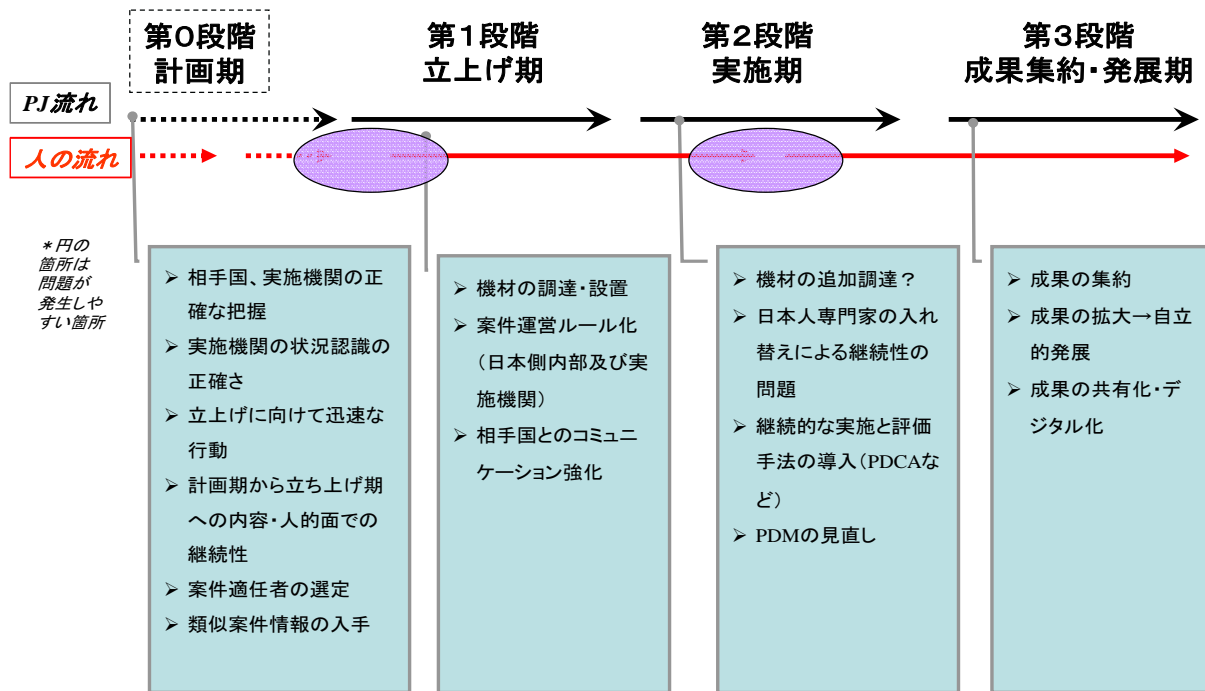 第０段階
計画期
第１段階
立上げ期
第２段階
実施期
第３段階
成果集約・発展期
PJ流れ
人の流れ
＊円の
箇所は
問題が
発生しや
すい箇所
➢ 相手国、実施機関の正
確な把握
➢ 実施機関の状況認識の
正確さ
➢ 立上げに向けて迅速な
行動
➢ 計画期から立ち上げ期
への内容・人的面での
継続性
➢ 案件適任者の選定
➢ 類似案件情報の入手
➢ 機材の調達・設置
➢ 案件運営ルール化
（日本側内部及び実
施機関）
➢ 相手国とのコミュニ
ケーション強化
➢ 機材の追加調達？
➢ 日本人専門家の入れ
替えによる継続性の
問題
➢ 継続的な実施と評価
手法の導入（PDCAな
ど）
➢ PDMの見直し
➢ 成果の集約
➢ 成果の拡大→自立
的発展
➢ 成果の共有化・デ
ジタル化